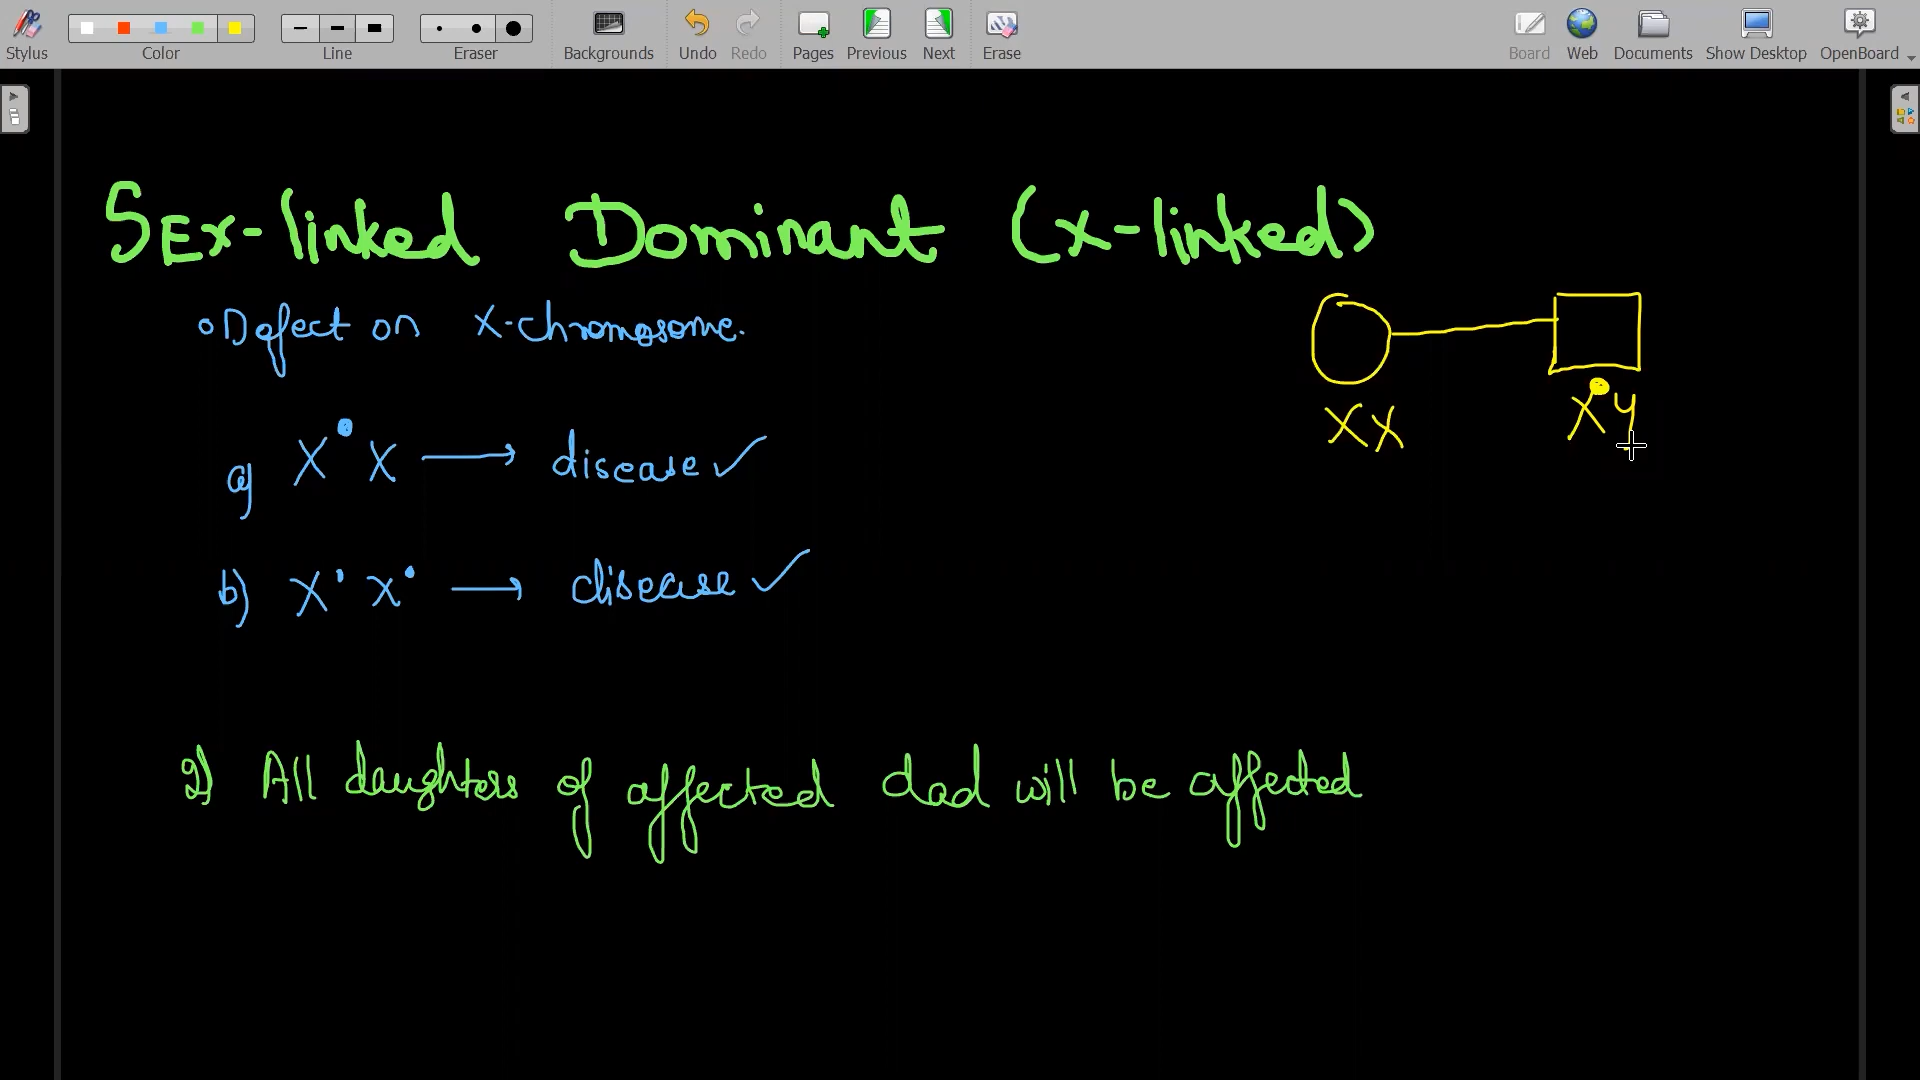 Stylus
Color
Line
Eraser
Backgrounds
Undo
Redo
Pages
Previous
Next
Erase
Board
Web
Documents
Show Desktop
OpenBoard
SEx-linked Dominant (x-linked)
Defect on X-chromosome.
XX
X•Y
a) X•X → disease ✓
b) X•X• → disease ✓
2) All daughters of affected dad will be affected